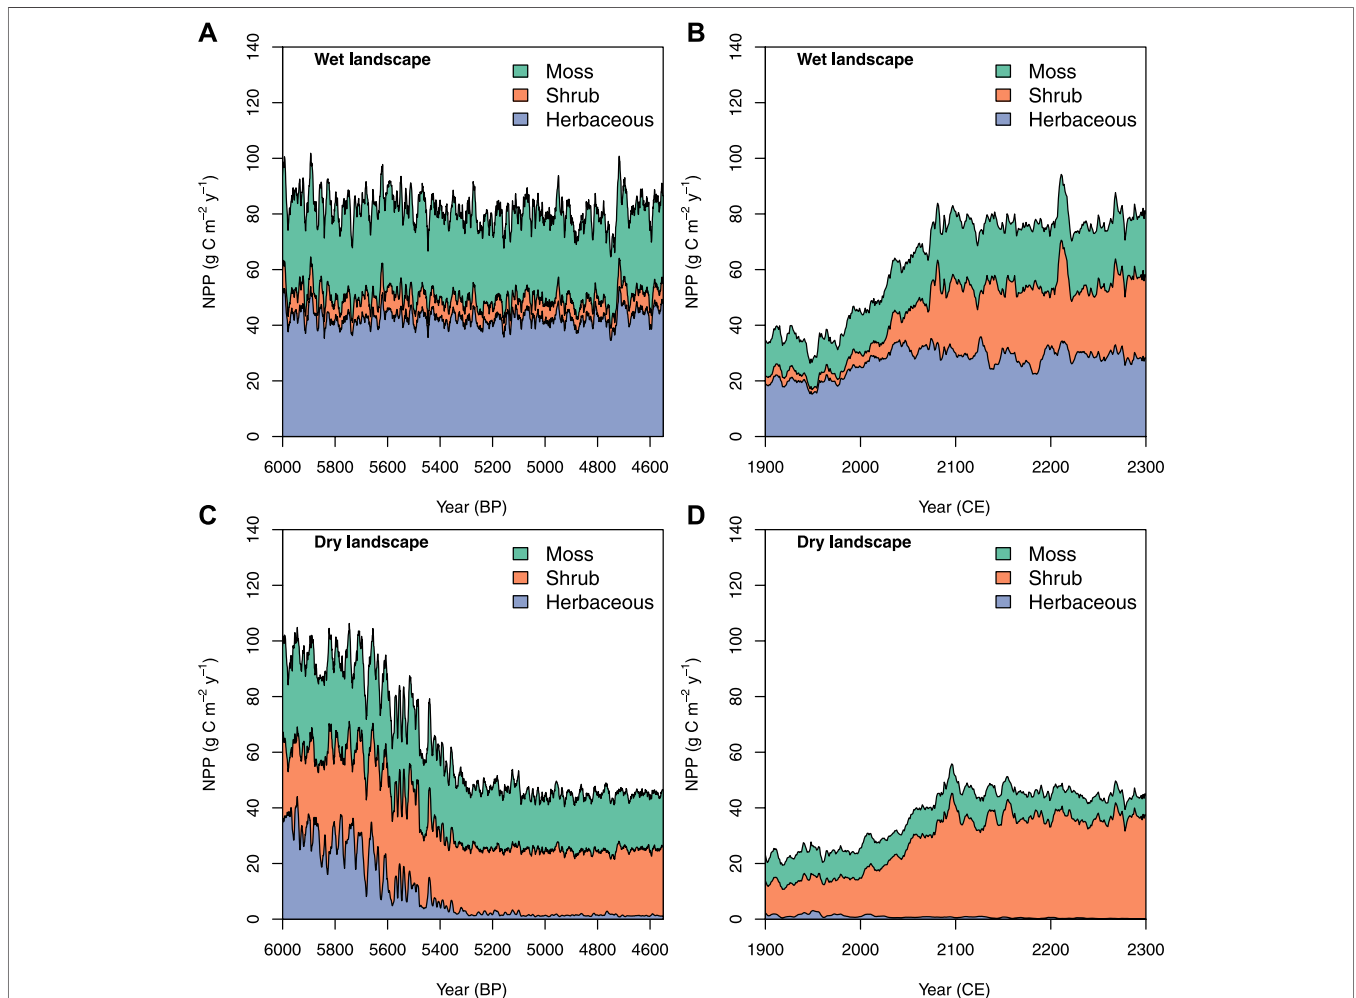 A
Wet landscape
Moss
Shrub
Herbaceous
NPP (g C m⁻² y⁻¹)
0 20 40 60 80 100 120 140
6000 5800 5600 5400 5200 5000 4800 4600
Year (BP)
B
Wet landscape
Moss
Shrub
Herbaceous
NPP (g C m⁻² y⁻¹)
0 20 40 60 80 100 120 140
1900 2000 2100 2200 2300
Year (CE)
C
Dry landscape
Moss
Shrub
Herbaceous
NPP (g C m⁻² y⁻¹)
0 20 40 60 80 100 120 140
6000 5800 5600 5400 5200 5000 4800 4600
Year (BP)
D
Dry landscape
Moss
Shrub
Herbaceous
NPP (g C m⁻² y⁻¹)
0 20 40 60 80 100 120 140
1900 2000 2100 2200 2300
Year (CE)